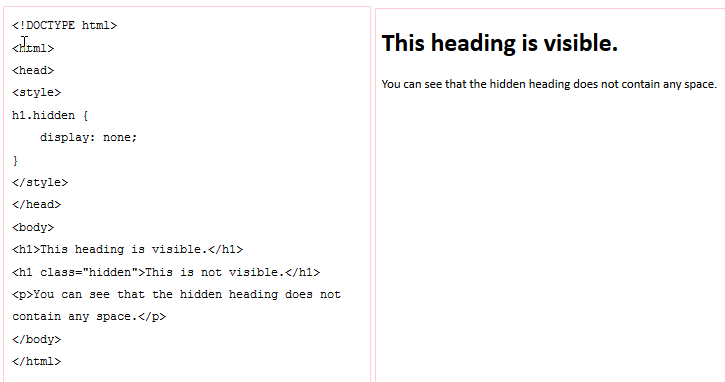 <!DOCTYPE html>
<html>
<head>
<style>
h1.hidden {
    display: none;
}
</style>
</head>
<body>
<h1>This heading is visible.</h1>
<h1 class="hidden">This is not visible.</h1>
<p>You can see that the hidden heading does not
contain any space.</p>
</body>
</html>
This heading is visible.
You can see that the hidden heading does not contain any space.